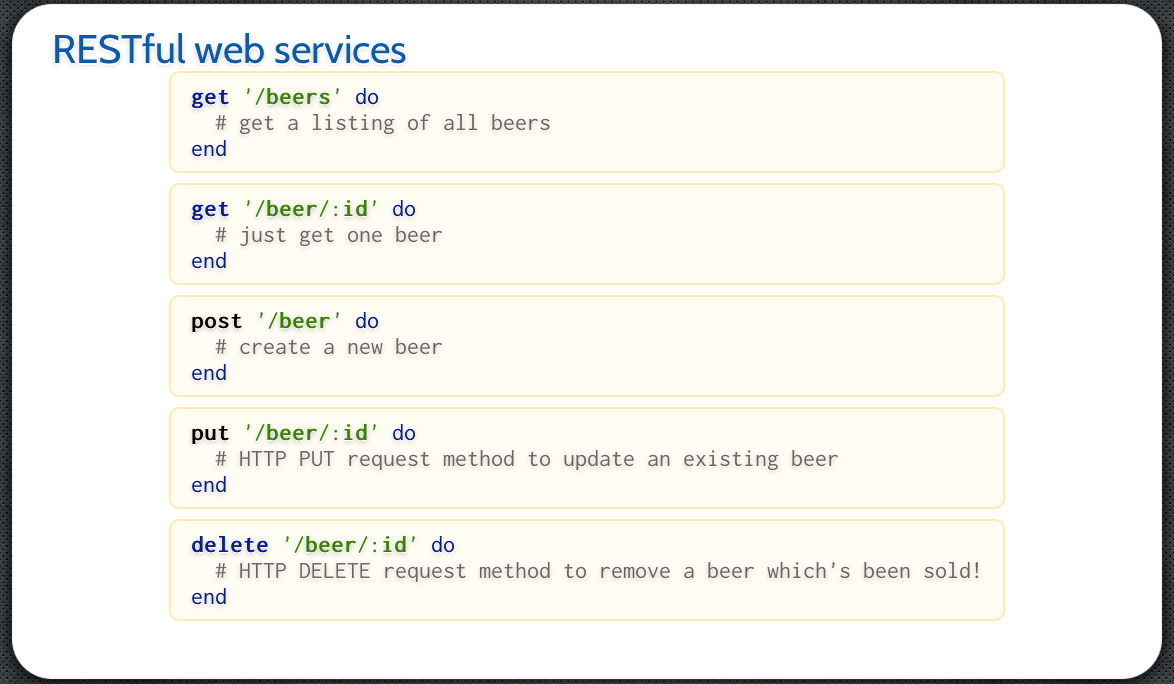 RESTful web services
get '/beers' do
# get a listing of all beers
end
get '/beer/:id' do
# just get one beer
end
post '/beer' do
# create a new beer
end
put '/beer/:id' do
# HTTP PUT request method to update an existing beer
end
delete '/beer/:id' do
# HTTP DELETE request method to remove a beer which's been sold!
end